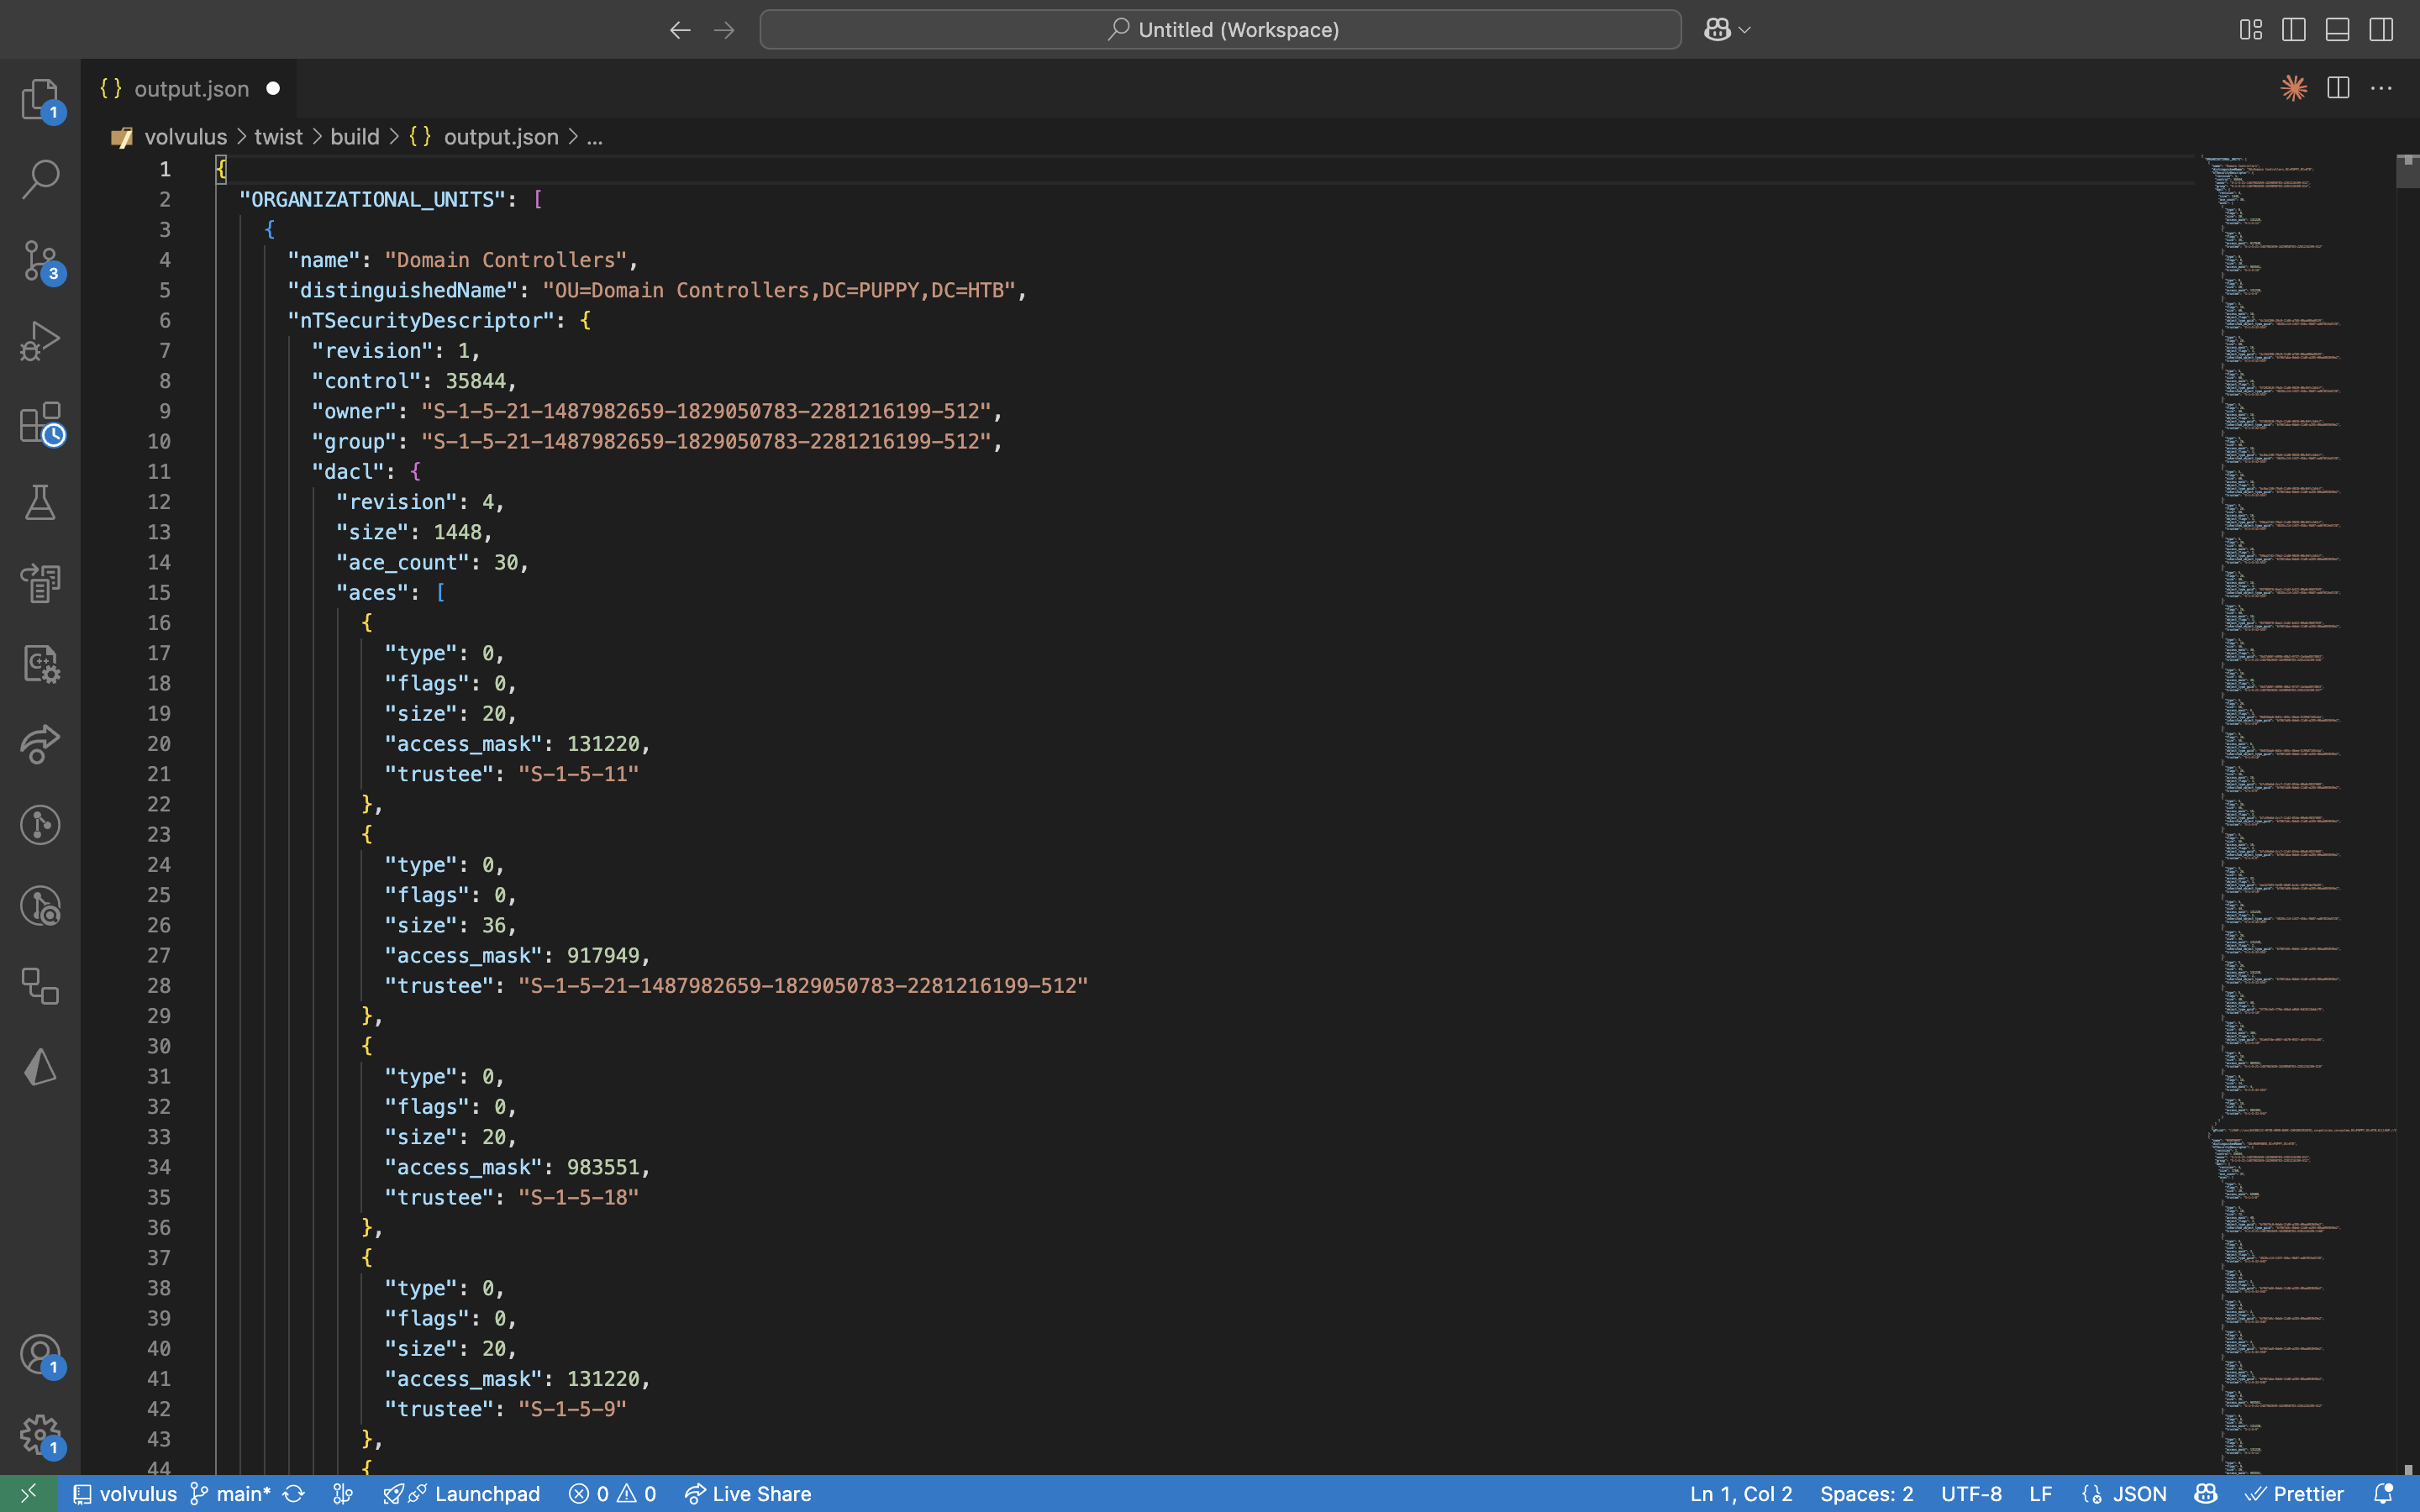 Untitled (Workspace)
{} output.json
volvulus > twist > build > {} output.json > ...
1 {
2 "ORGANIZATIONAL_UNITS": [
3 {
4 "name": "Domain Controllers",
5 "distinguishedName": "OU=Domain Controllers,DC=PUPPY,DC=HTB",
6 "nTSecurityDescriptor": {
7 "revision": 1,
8 "control": 35844,
9 "owner": "S-1-5-21-1487982659-1829050783-2281216199-512",
10 "group": "S-1-5-21-1487982659-1829050783-2281216199-512",
11 "dacl": {
12 "revision": 4,
13 "size": 1448,
14 "ace_count": 30,
15 "aces": [
16 {
17 "type": 0,
18 "flags": 0,
19 "size": 20,
20 "access_mask": 131220,
21 "trustee": "S-1-5-11"
22 },
23 {
24 "type": 0,
25 "flags": 0,
26 "size": 36,
27 "access_mask": 917949,
28 "trustee": "S-1-5-21-1487982659-1829050783-2281216199-512"
29 },
30 {
31 "type": 0,
32 "flags": 0,
33 "size": 20,
34 "access_mask": 983551,
35 "trustee": "S-1-5-18"
36 },
37 {
38 "type": 0,
39 "flags": 0,
40 "size": 20,
41 "access_mask": 131220,
42 "trustee": "S-1-5-9"
43 },
44 {
1
3
1
1
volvulus main* Launchpad 0 0 Live Share Ln 1, Col 2 Spaces: 2 UTF-8 LF JSON Prettier